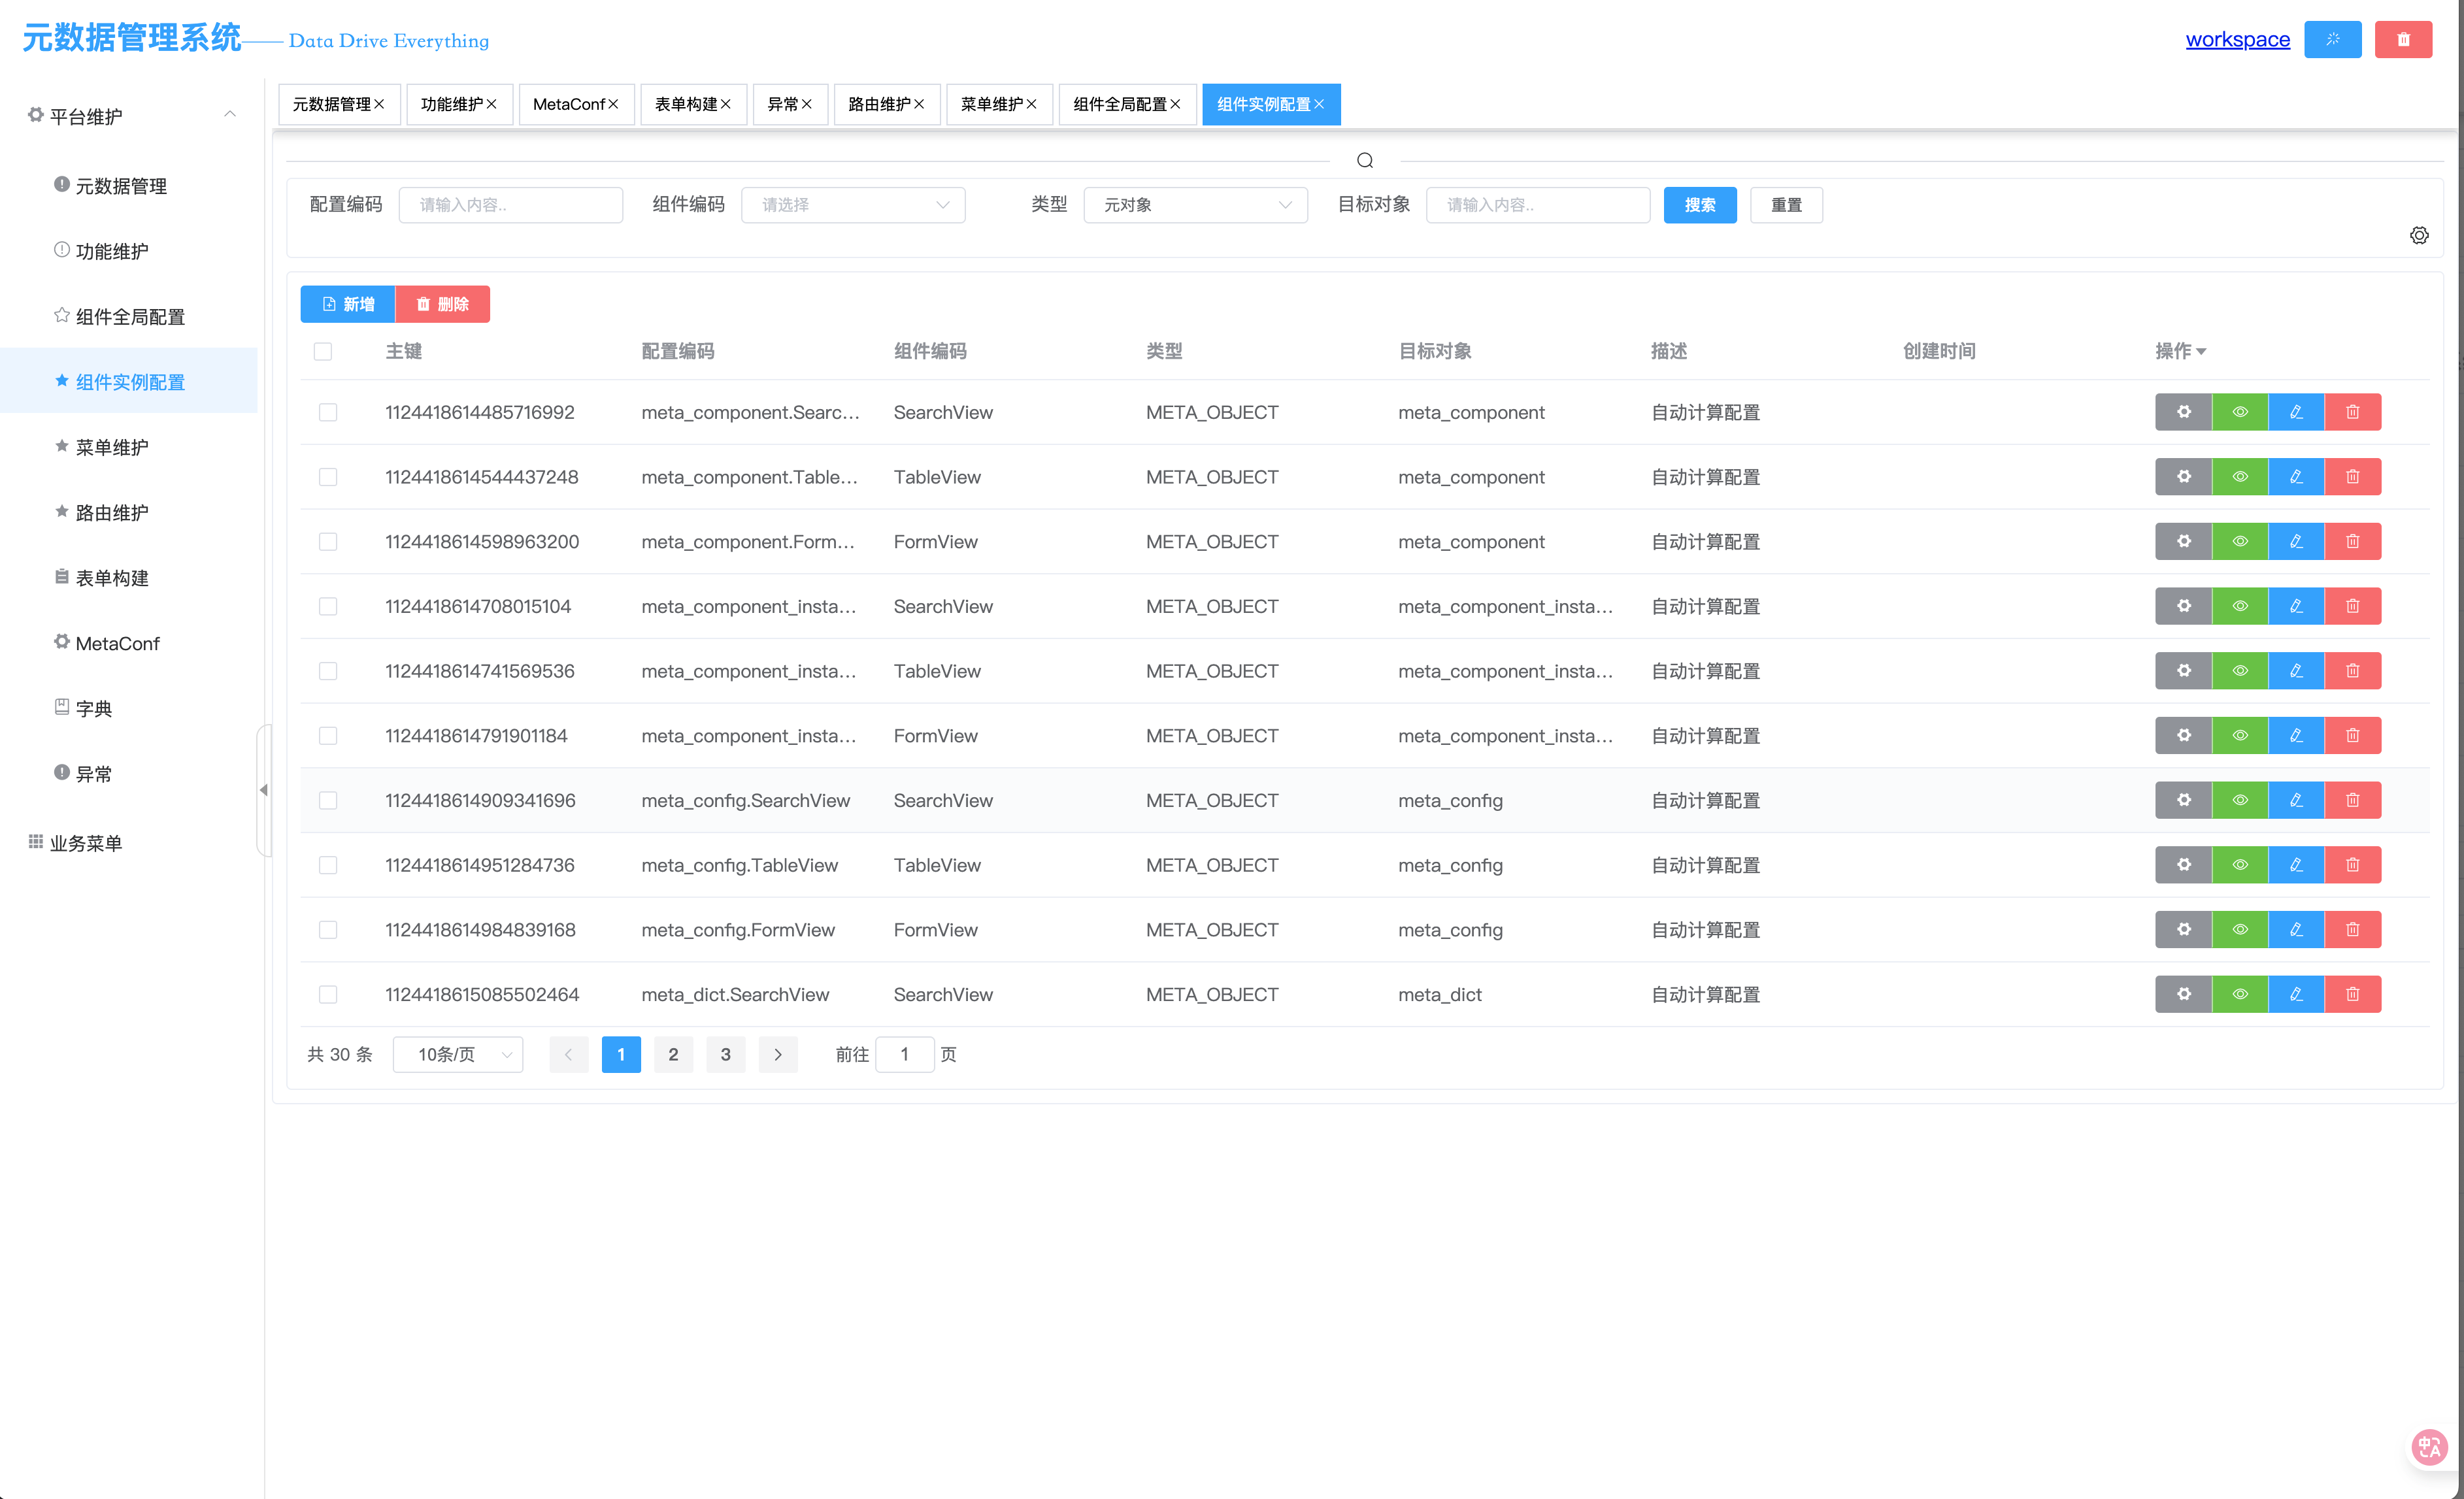 元数据管理系统—— Data Drive Everything
workspace
平台维护
元数据管理
功能维护
组件全局配置
组件实例配置
菜单维护
路由维护
表单构建
MetaConf
字典
异常
业务菜单
元数据管理 功能维护 MetaConf 表单构建 异常 路由维护 菜单维护 组件全局配置 组件实例配置
配置编码 请输入内容.. 组件编码 请选择 类型 元对象 目标对象 请输入内容.. 搜索 重置
新增 删除
主键 配置编码 组件编码 类型 目标对象 描述 创建时间 操作
1124418614485716992 meta_component.Searc... SearchView META_OBJECT meta_component 自动计算配置
1124418614544437248 meta_component.Table... TableView META_OBJECT meta_component 自动计算配置
1124418614598963200 meta_component.Form... FormView META_OBJECT meta_component 自动计算配置
1124418614708015104 meta_component_insta... SearchView META_OBJECT meta_component_insta... 自动计算配置
1124418614741569536 meta_component_insta... TableView META_OBJECT meta_component_insta... 自动计算配置
1124418614791901184 meta_component_insta... FormView META_OBJECT meta_component_insta... 自动计算配置
1124418614909341696 meta_config.SearchView SearchView META_OBJECT meta_config 自动计算配置
1124418614951284736 meta_config.TableView TableView META_OBJECT meta_config 自动计算配置
1124418614984839168 meta_config.FormView FormView META_OBJECT meta_config 自动计算配置
1124418615085502464 meta_dict.SearchView SearchView META_OBJECT meta_dict 自动计算配置
共 30 条 10条/页 1 2 3 前往 1 页
中A